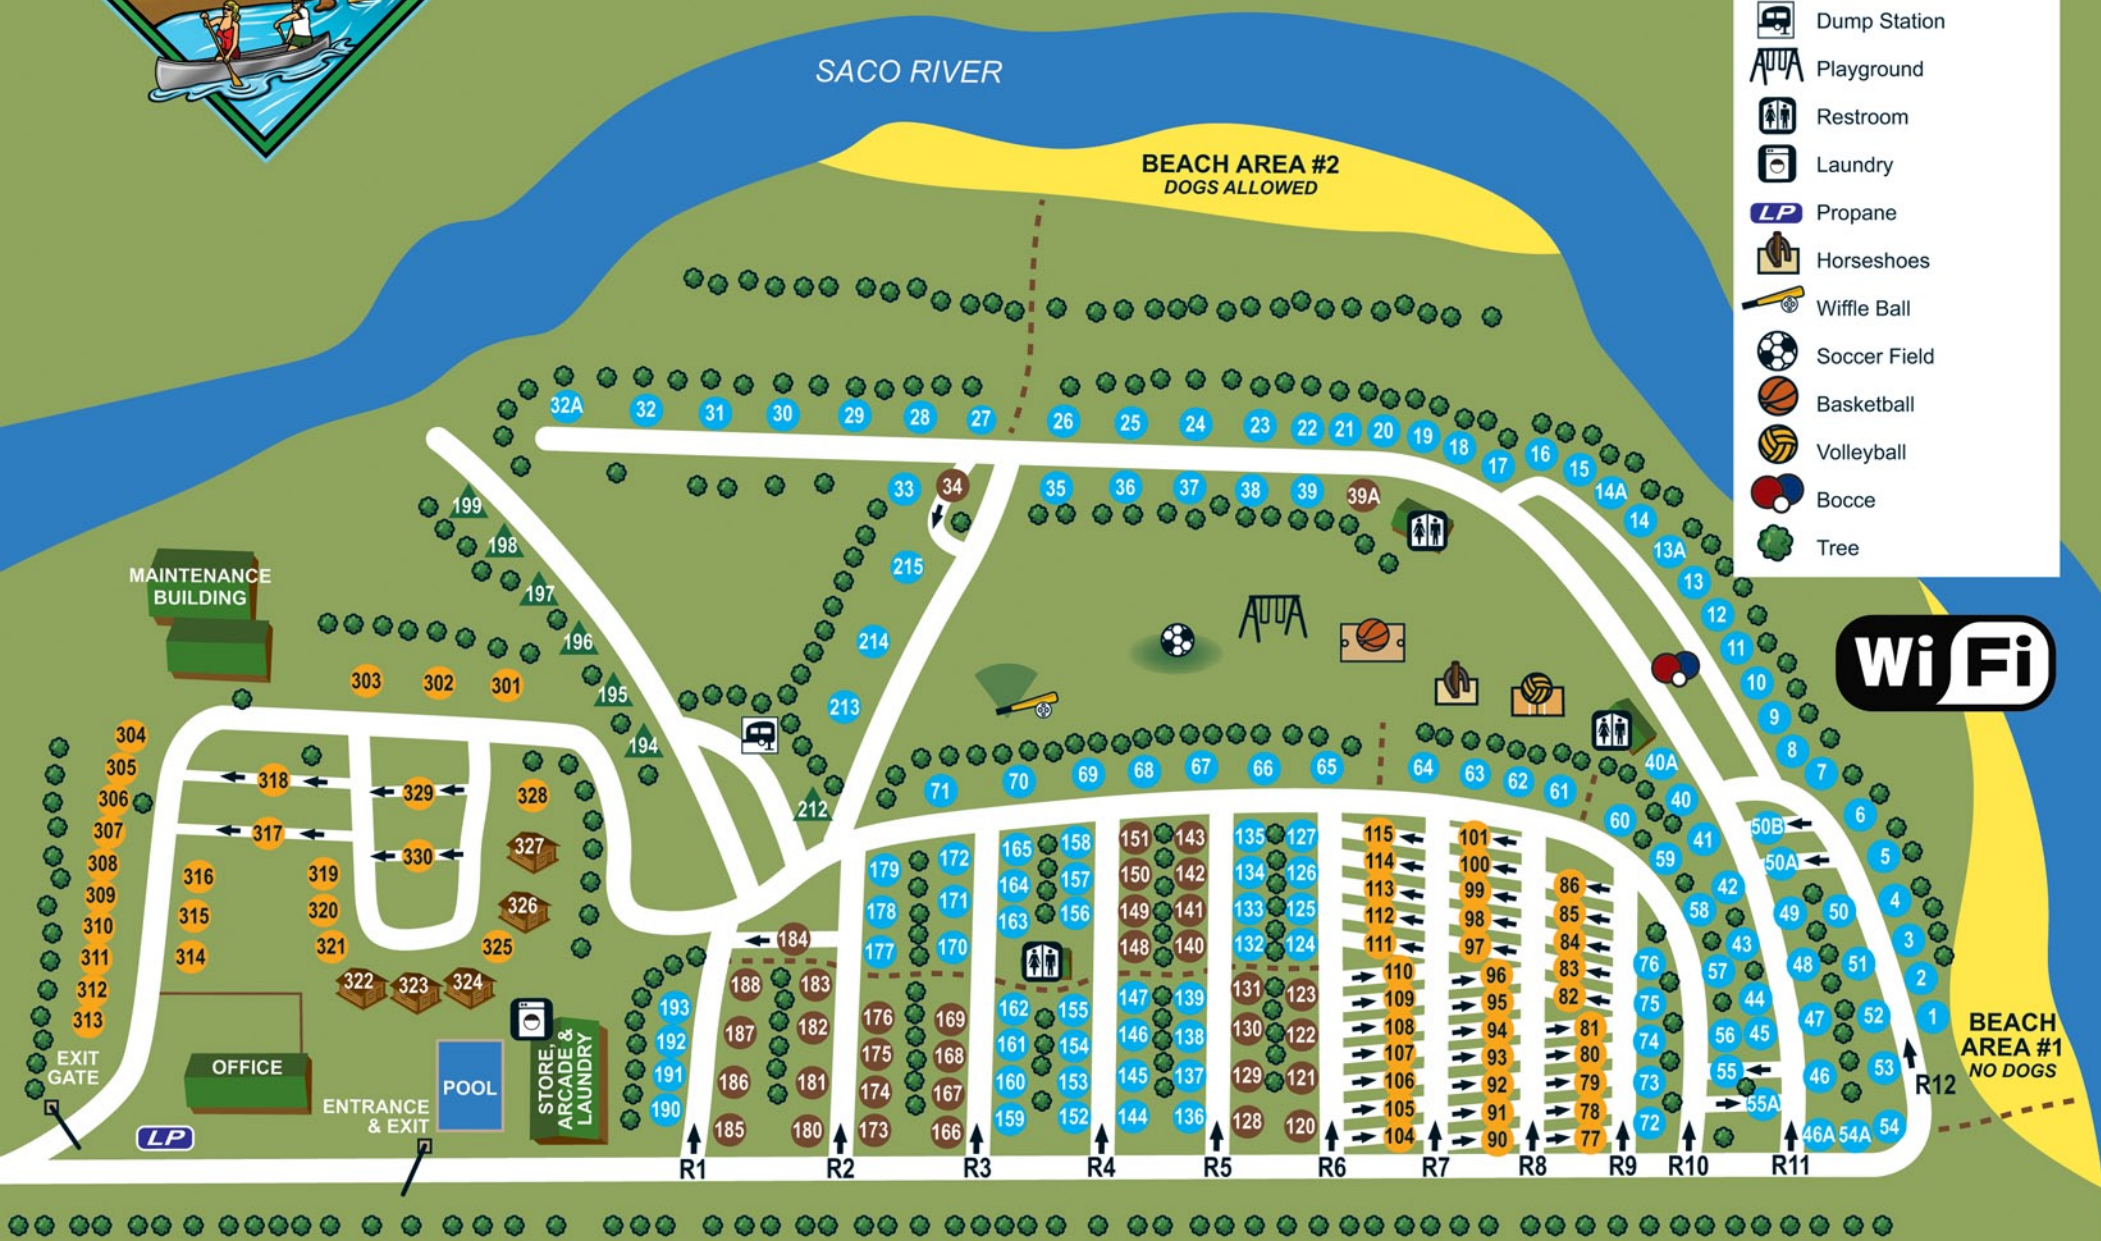 SACO RIVER
BEACH AREA #2
DOGS ALLOWED
Dump Station
Playground
Restroom
Laundry
LP Propane
Horseshoes
Wiffle Ball
Soccer Field
Basketball
Volleyball
Bocce
Tree
WiFi
32A 32 31 30 29 28 27 26 25 24 23 22 21 20 19 18 17 16 15 14A 14 13A 13 12 11 10 9 8 7 6 5 4 3 2 1
33 34 35 36 37 38 39 39A
215
214
213
212
199
198
197
196
195
194
MAINTENANCE
BUILDING
303 302 301
304
305
306
307
308
309
310
311
312
313
318 329 328
317 330 327
316 319 326
315 320 325
314 321
322 323 324
EXIT
GATE
OFFICE
LP
ENTRANCE
& EXIT
POOL
STORE,
ARCADE &
LAUNDRY
71 70 69 68 67 66 65 64 63 62 61 60 59 58 57 56 55 55A
40A 40 41 42 43 44 45
50B
50A
49 50
48 51
47 52
46 53
46A 54A 54
193
192
191
190
184
188 183
187 182
186 181
185 180
179 172
178 171
177 170
176 169
175 168
174 167
173 166
165 158
164 157
163 156
162 155
161 154
160 153
159 152
151 143
150 142
149 141
148 140
147 139
146 138
145 137
144 136
135 127
134 126
133 125
132 124
131 123
130 122
129 121
128 120
115
114
113
112
111
110
109
108
107
106
105
104
101
100
99
98
97
96
95
94
93
92
91
90
86
85
84
83
82
81
80
79
78
77
76
75
74
73
72
BEACH
AREA #1
NO DOGS
R1 R2 R3 R4 R5 R6 R7 R8 R9 R10 R11 R12